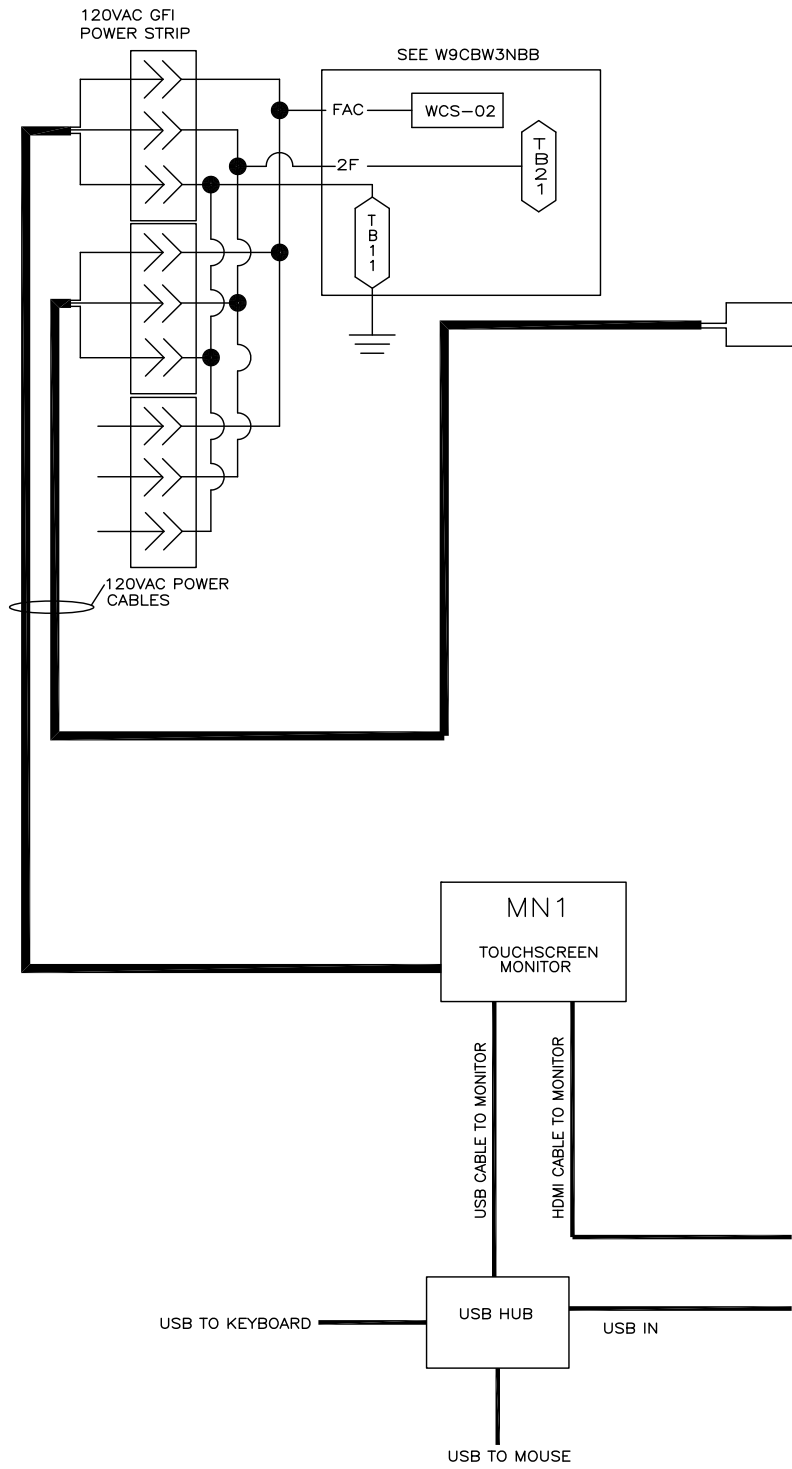 120VAC GFI
POWER STRIP
SEE W9CBW3NBB
FAC
WCS-02
2F
TB21
TB11
120VAC POWER
CABLES
MN1
TOUCHSCREEN
MONITOR
USB CABLE TO MONITOR
HDMI CABLE TO MONITOR
USB HUB
USB TO KEYBOARD
USB IN
USB TO MOUSE